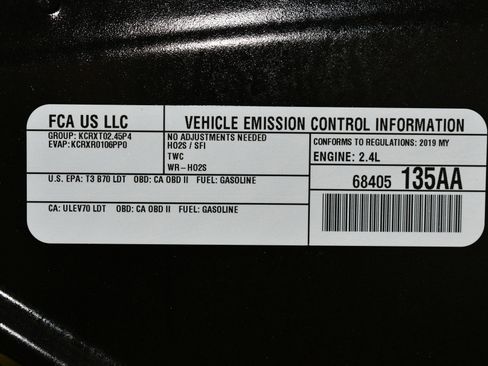 FCA US LLC
VEHICLE EMISSION CONTROL INFORMATION
GROUP: KCRXT02.45P4
EVAP: KCRXR0106PP0
NO ADJUSTMENTS NEEDED
HO2S / SFI
TWC
WR-HO2S
CONFORMS TO REGULATIONS: 2019 MY
ENGINE: 2.4L
U.S. EPA: T3 B70 LDT OBD: CA OBD II FUEL: GASOLINE
68405 135AA
CA: ULEV70 LDT OBD: CA OBD II FUEL: GASOLINE